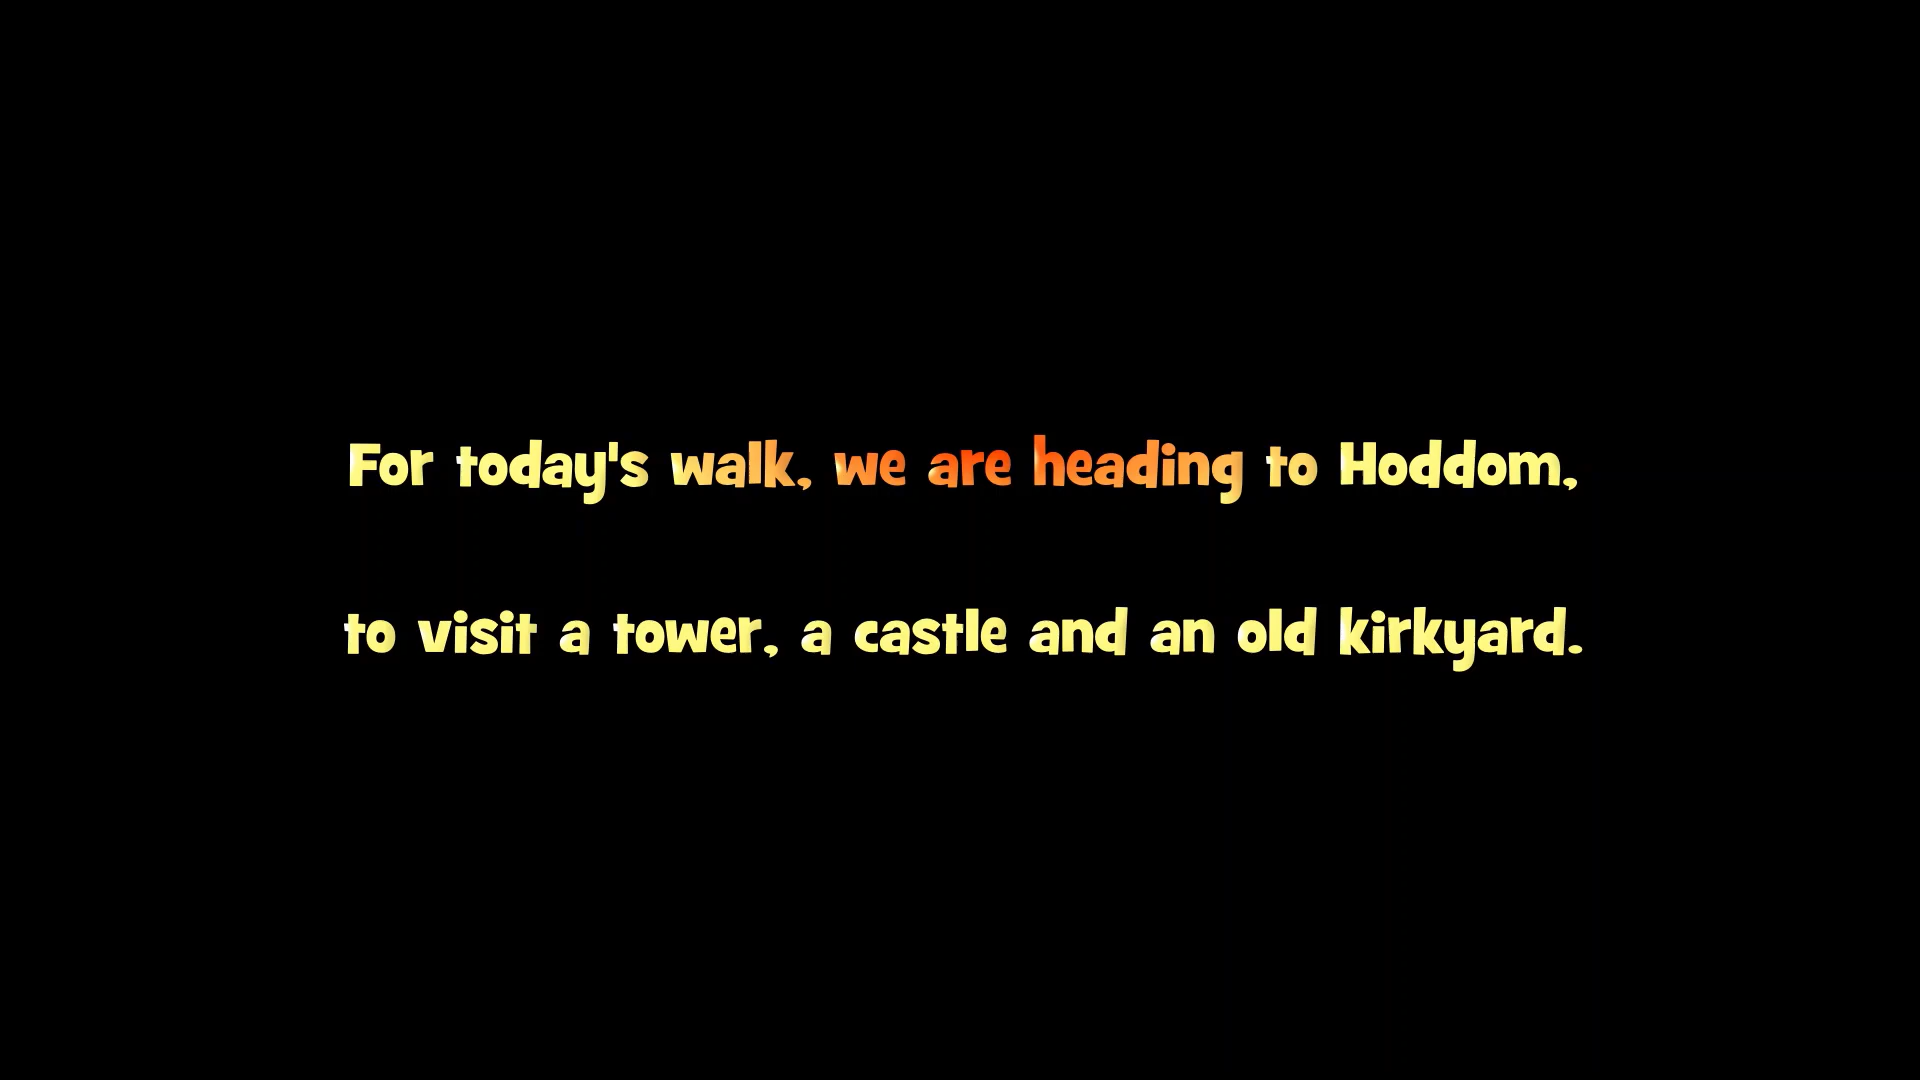 For today's walk, we are heading to Hoddom,
to visit a tower, a castle and an old kirkyard.